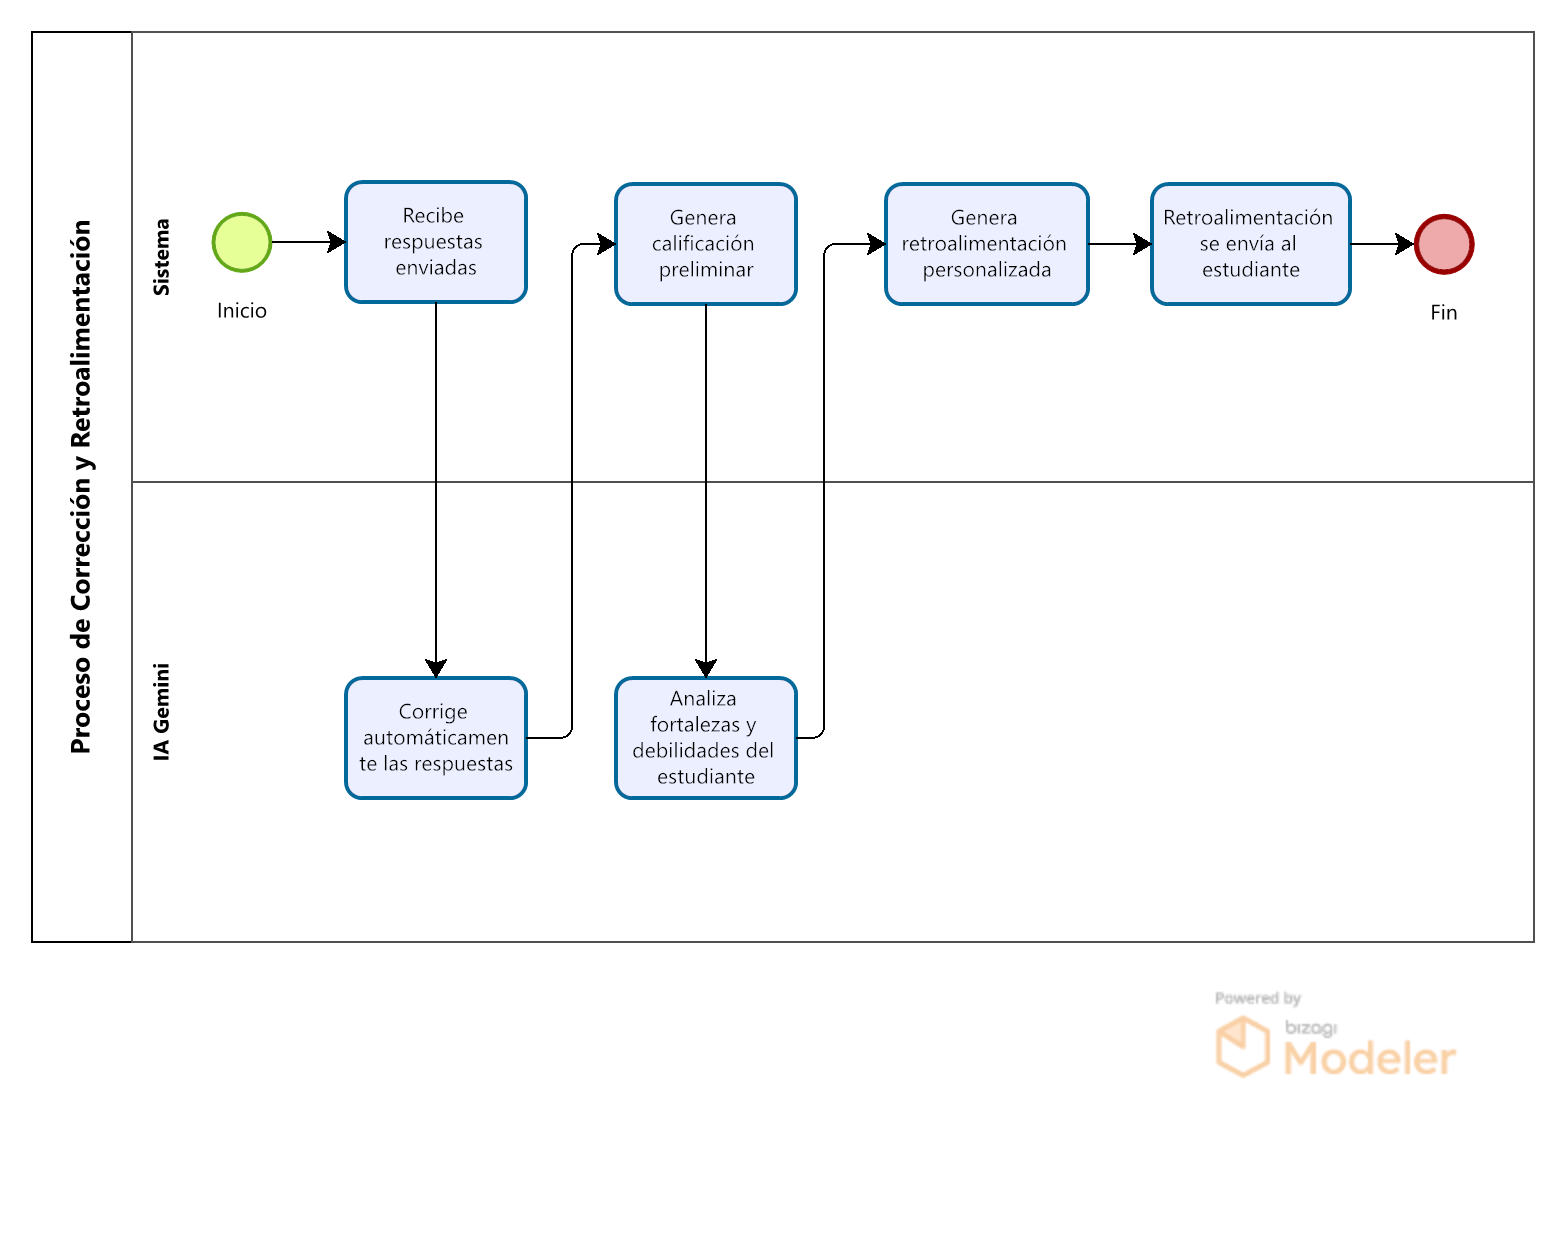 Proceso de Corrección y Retroalimentación
Sistema
Inicio
Recibe
respuestas
enviadas
Genera
calificación
preliminar
Genera
retroalimentación
personalizada
Retroalimentación
se envía al
estudiante
Fin
IA Gemini
Corrige
automáticamen
te las respuestas
Analiza
fortalezas y
debilidades del
estudiante
Powered by
bizagi
Modeler